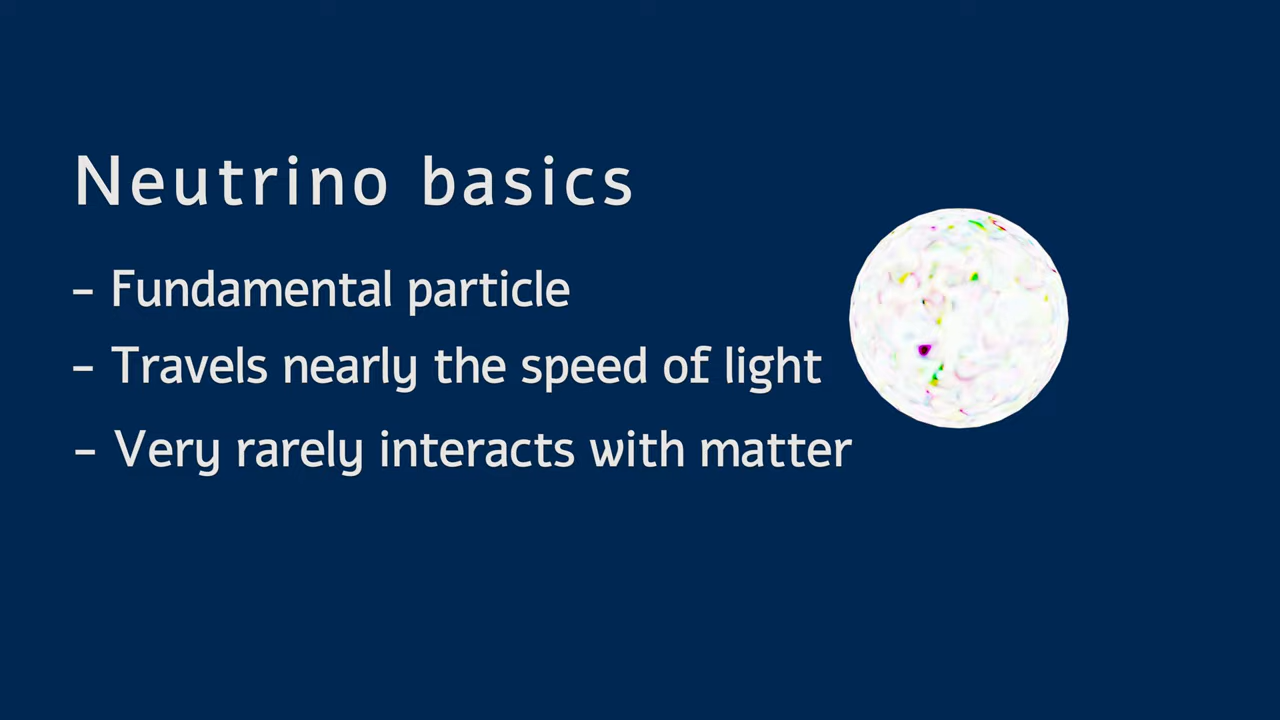 Neutrino basics
- Fundamental particle
- Travels nearly the speed of light
- Very rarely interacts with matter